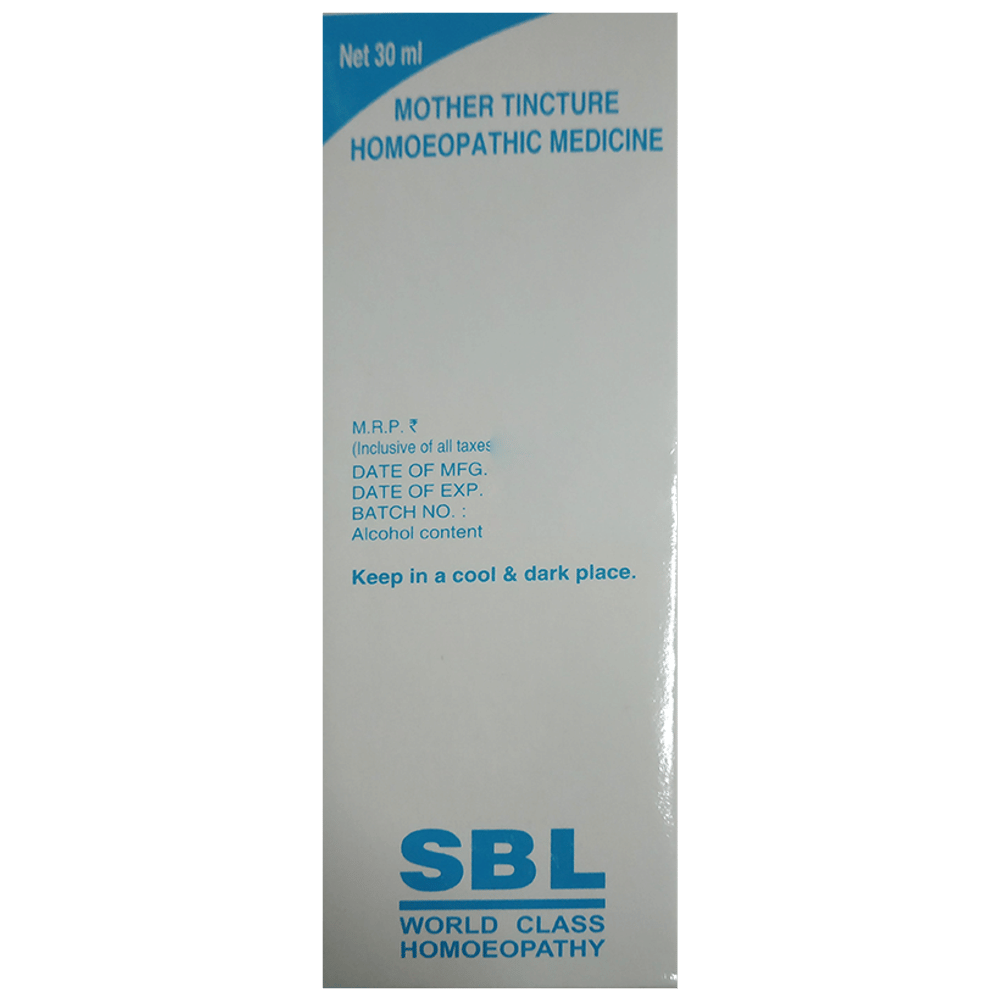 Net 30 ml
MOTHER TINCTURE
HOMOEOPATHIC MEDICINE
M.R.P. ₹
(Inclusive of all taxes
DATE OF MFG.
DATE OF EXP.
BATCH NO. :
Alcohol content
Keep in a cool & dark place.
SBL
WORLD CLASS
HOMOEOPATHY